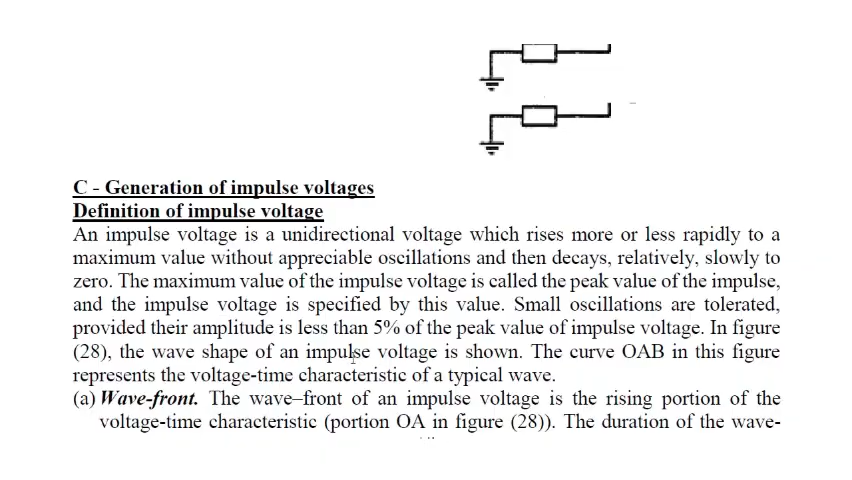 C - Generation of impulse voltages
Definition of impulse voltage
An impulse voltage is a unidirectional voltage which rises more or less rapidly to a
maximum value without appreciable oscillations and then decays, relatively, slowly to
zero. The maximum value of the impulse voltage is called the peak value of the impulse,
and the impulse voltage is specified by this value. Small oscillations are tolerated,
provided their amplitude is less than 5% of the peak value of impulse voltage. In figure
(28), the wave shape of an impulse voltage is shown. The curve OAB in this figure
represents the voltage-time characteristic of a typical wave.
(a) Wave-front. The wave–front of an impulse voltage is the rising portion of the
voltage-time characteristic (portion OA in figure (28)). The duration of the wave-